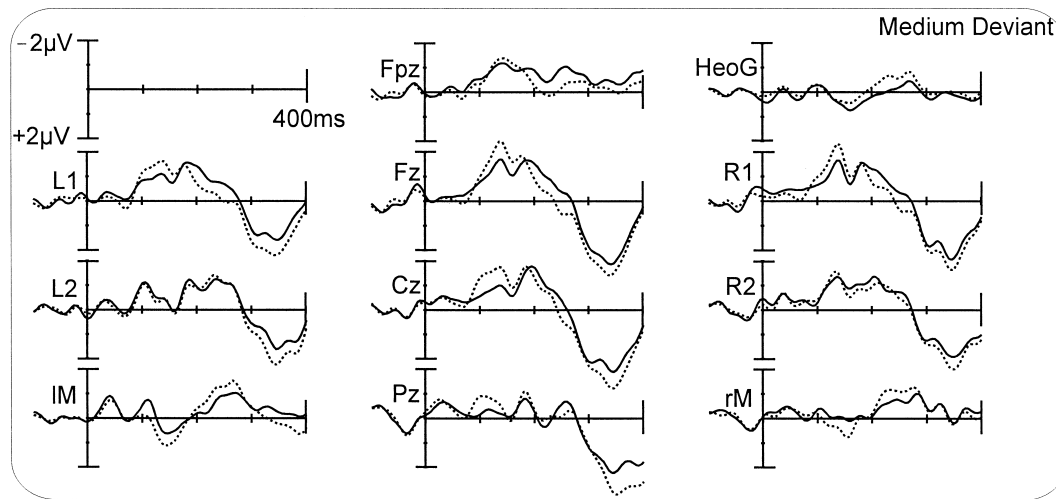 Medium Deviant
-2µV
+2µV
400ms
Fpz
HeoG
L1
Fz
R1
L2
Cz
R2
lM
Pz
rM